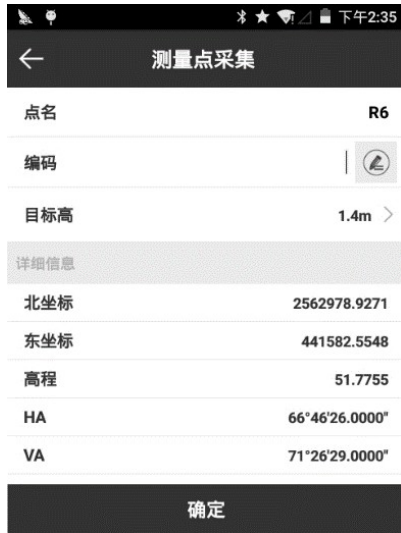 下午2:35
测量点采集
点名 R6
编码
目标高 1.4m
详细信息
北坐标 2562978.9271
东坐标 441582.5548
高程 51.7755
HA 66°46'26.0000"
VA 71°26'29.0000"
确定